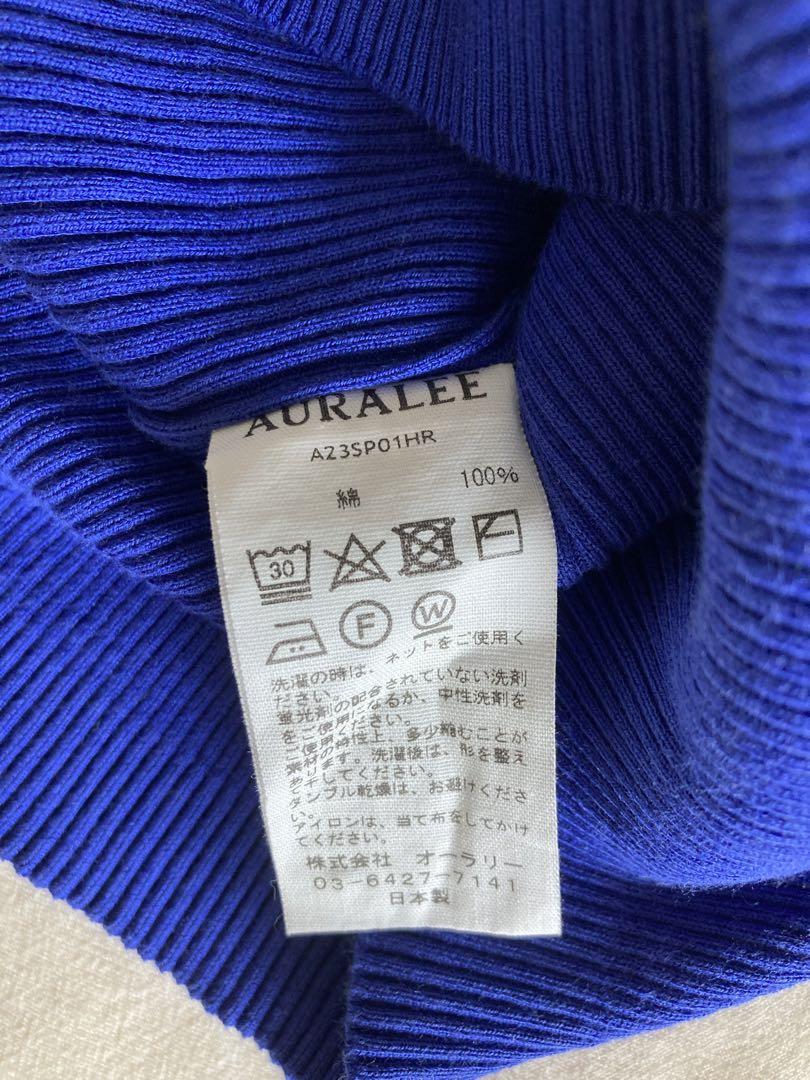 AURALEE
A23SP01HR
綿 100%
30
F W
洗濯の時は、ネットをご使用く
ださい。
蛍光剤の配合されていない洗剤
をご使用になるか、中性洗剤を
ご使用ください。
素材の特性上、多少縮むことが
あります。洗濯後は、形を整え
て干してください。
タンブル乾燥は、お避けくださ
い。
アイロンは、当て布をしてかけ
てください。
株式会社 オーラリー
03-6427-7141
日本製